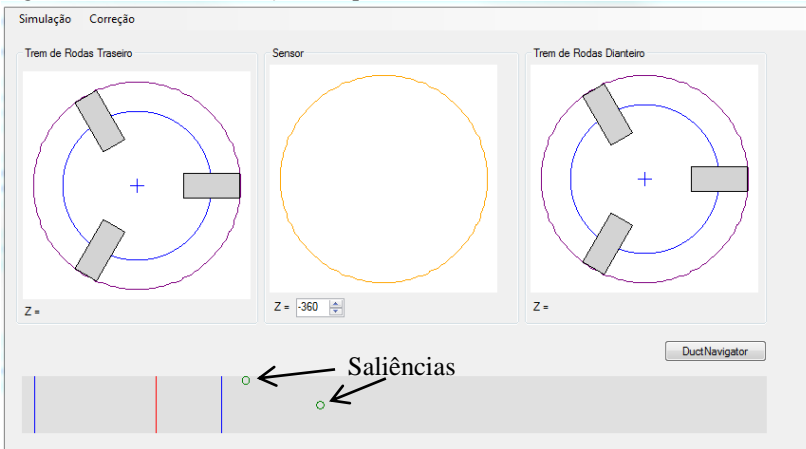 Simulação Correção
Trem de Rodas Traseiro
Sensor
Trem de Rodas Dianteiro
Z =
Z = -360
Z =
DuctNavigator
Saliências